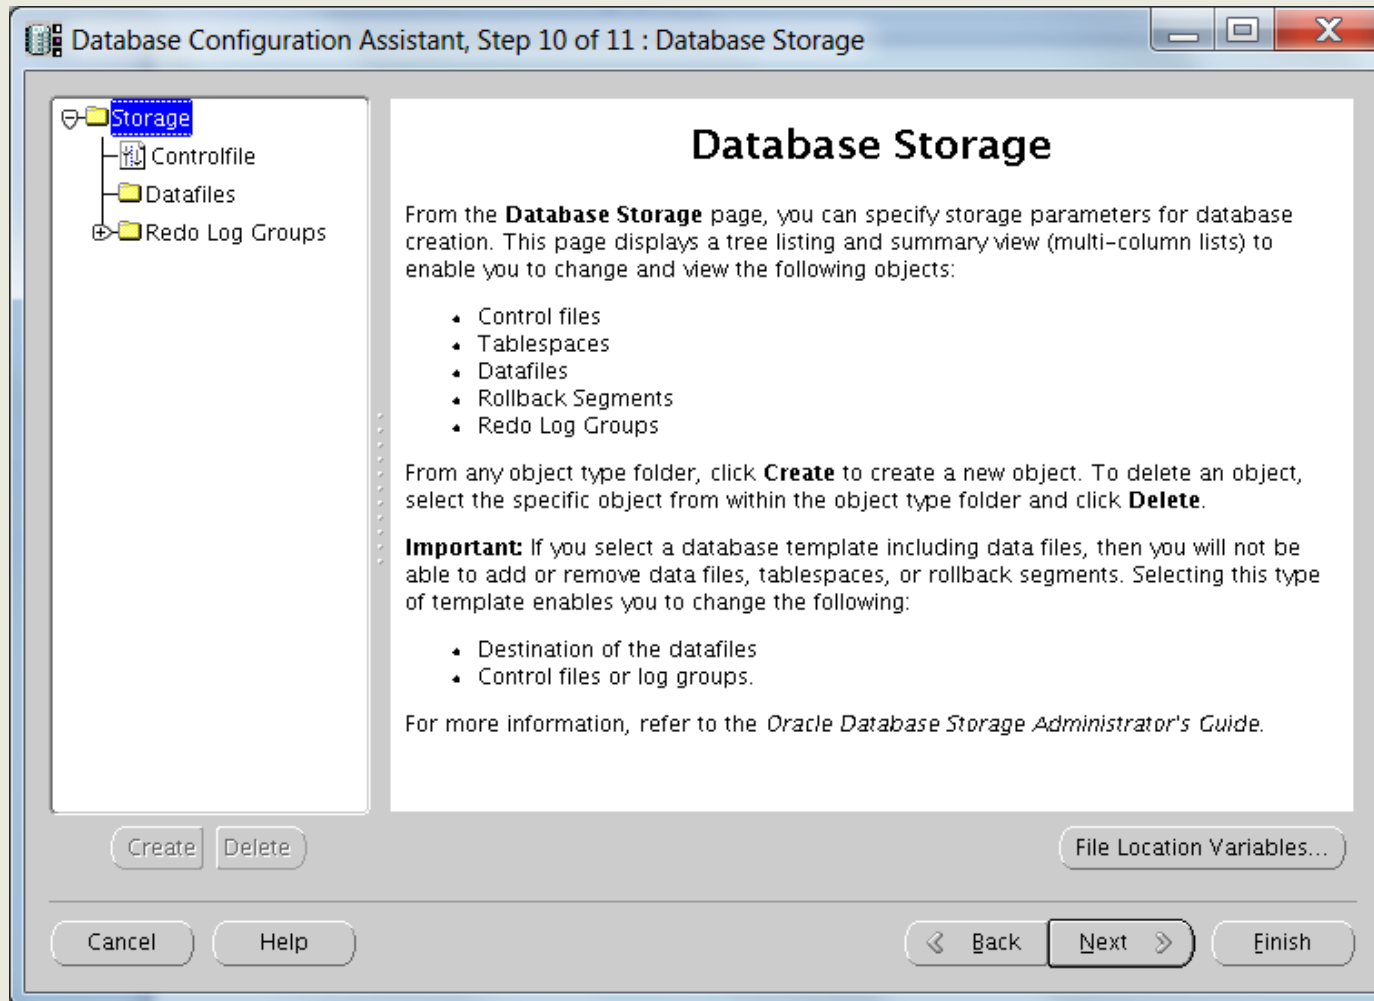 Database Configuration Assistant, Step 10 of 11 : Database Storage
Storage
Controlfile
Datafiles
Redo Log Groups
Database Storage
From the Database Storage page, you can specify storage parameters for database
creation. This page displays a tree listing and summary view (multi-column lists) to
enable you to change and view the following objects:
Control files
Tablespaces
Datafiles
Rollback Segments
Redo Log Groups
From any object type folder, click Create to create a new object. To delete an object,
select the specific object from within the object type folder and click Delete.
Important: If you select a database template including data files, then you will not be
able to add or remove data files, tablespaces, or rollback segments. Selecting this type
of template enables you to change the following:
Destination of the datafiles
Control files or log groups.
For more information, refer to the Oracle Database Storage Administrator's Guide.
Create Delete
File Location Variables...
Cancel Help Back Next Finish